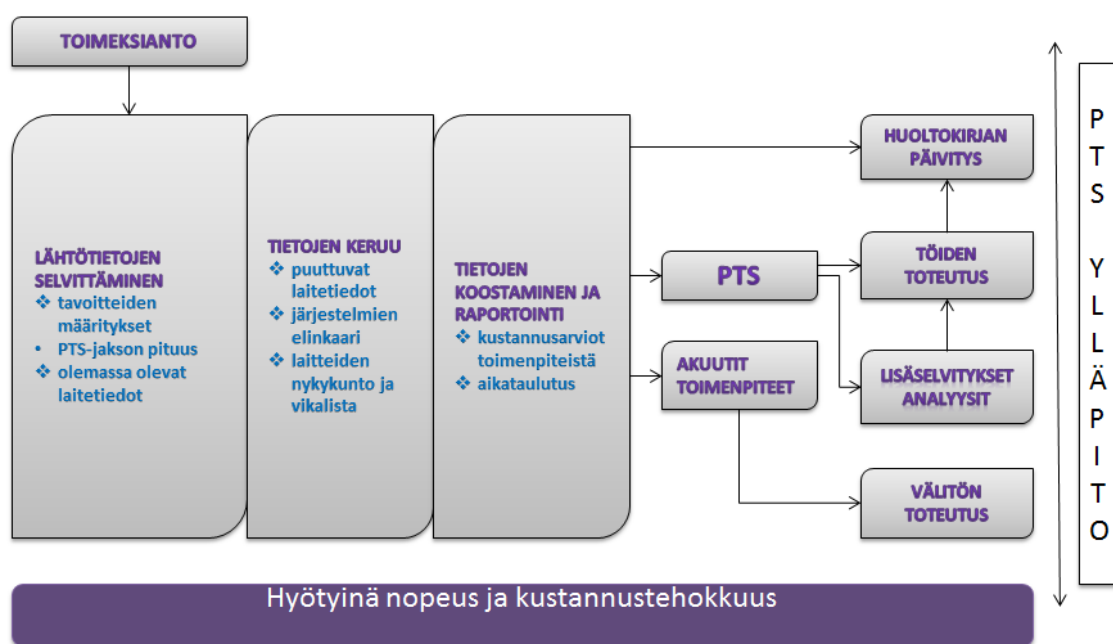 TOIMEKSIANTO
LÄHTÖTIETOJEN
SELVITTÄMINEN
❖ tavoitteiden
määritykset
• PTS-jakson pituus
❖ olemassa olevat
laitetiedot
TIETOJEN KERUU
❖ puuttuvat
laitetiedot
❖ järjestelmien
elinkaari
❖ laitteiden
nykykunto ja
vikalista
TIETOJEN
KOOSTAMINEN JA
RAPORTOINTI
❖ kustannusarviot
toimenpiteistä
❖ aikataulutus
PTS
AKUUTIT
TOIMENPITEET
HUOLTOKIRJAN
PÄIVITYS
TÖIDEN
TOTEUTUS
LISÄSELVITYKSET
ANALYYSIT
VÄLITÖN
TOTEUTUS
PTS YLLÄPITO
Hyötyinä nopeus ja kustannustehokkuus